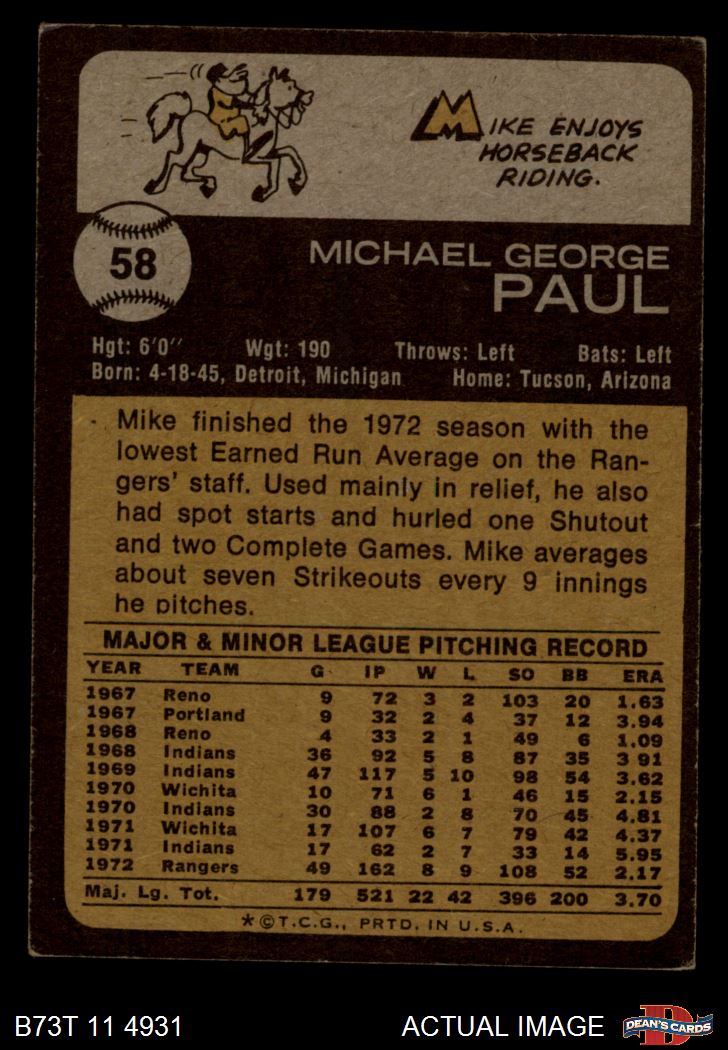 MIKE ENJOYS
HORSEBACK
RIDING.
58
MICHAEL GEORGE
PAUL
Hgt: 6'0" Wgt: 190 Throws: Left Bats: Left
Born: 4-18-45, Detroit, Michigan Home: Tucson, Arizona
Mike finished the 1972 season with the
lowest Earned Run Average on the Ran-
gers' staff. Used mainly in relief, he also
had spot starts and hurled one Shutout
and two Complete Games. Mike averages
about seven Strikeouts every 9 innings
he pitches.
MAJOR & MINOR LEAGUE PITCHING RECORD
YEAR TEAM G IP W L SO BB ERA
1967 Reno 9 72 3 2 103 20 1.63
1967 Portland 9 32 2 4 37 12 3.94
1968 Reno 4 33 2 1 49 6 1.09
1968 Indians 36 92 5 8 87 35 3 91
1969 Indians 47 117 5 10 98 54 3.62
1970 Wichita 10 71 6 1 46 15 2.15
1970 Indians 30 88 2 8 70 45 4.81
1971 Wichita 17 107 6 7 79 42 4.37
1971 Indians 17 62 2 7 33 14 5.95
1972 Rangers 49 162 8 9 108 52 2.17
Maj. Lg. Tot. 179 521 22 42 396 200 3.70
*©T.C.G., PRTD. IN U.S.A.
B73T 11 4931 ACTUAL IMAGE D DEAN'S CARDS